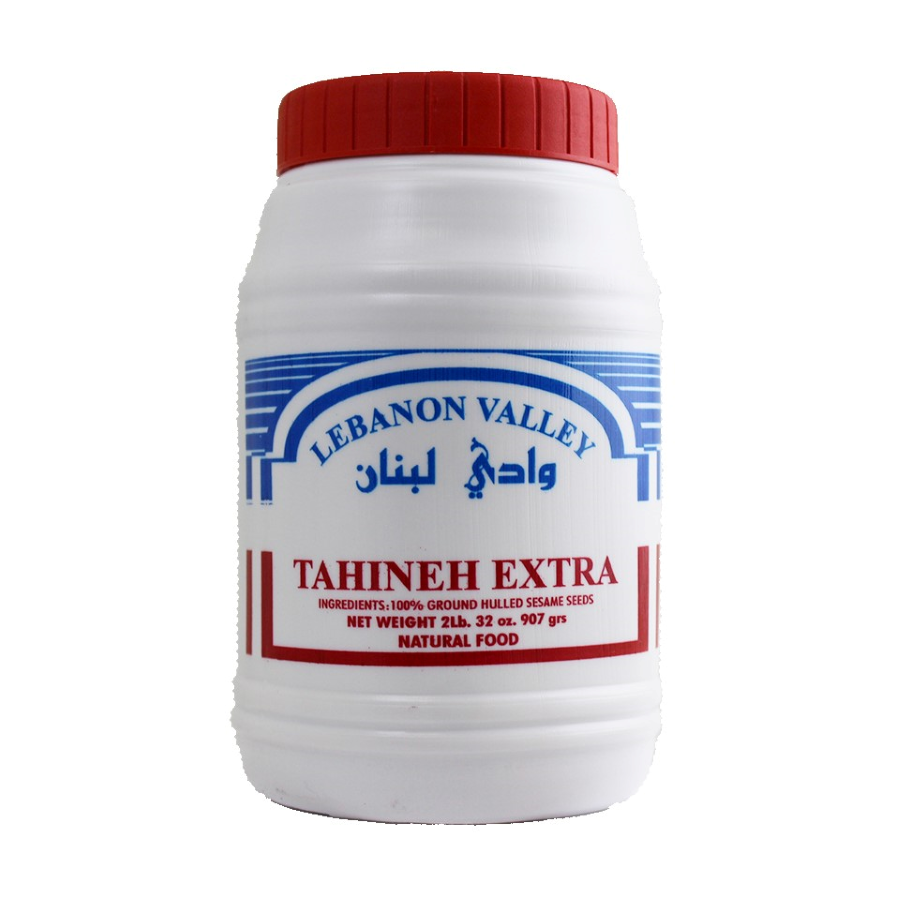 LEBANON VALLEY
وادي لبنان
TAHINEH EXTRA
INGREDIENTS:100% GROUND HULLED SESAME SEEDS
NET WEIGHT 2Lb. 32 oz. 907 grs
NATURAL FOOD